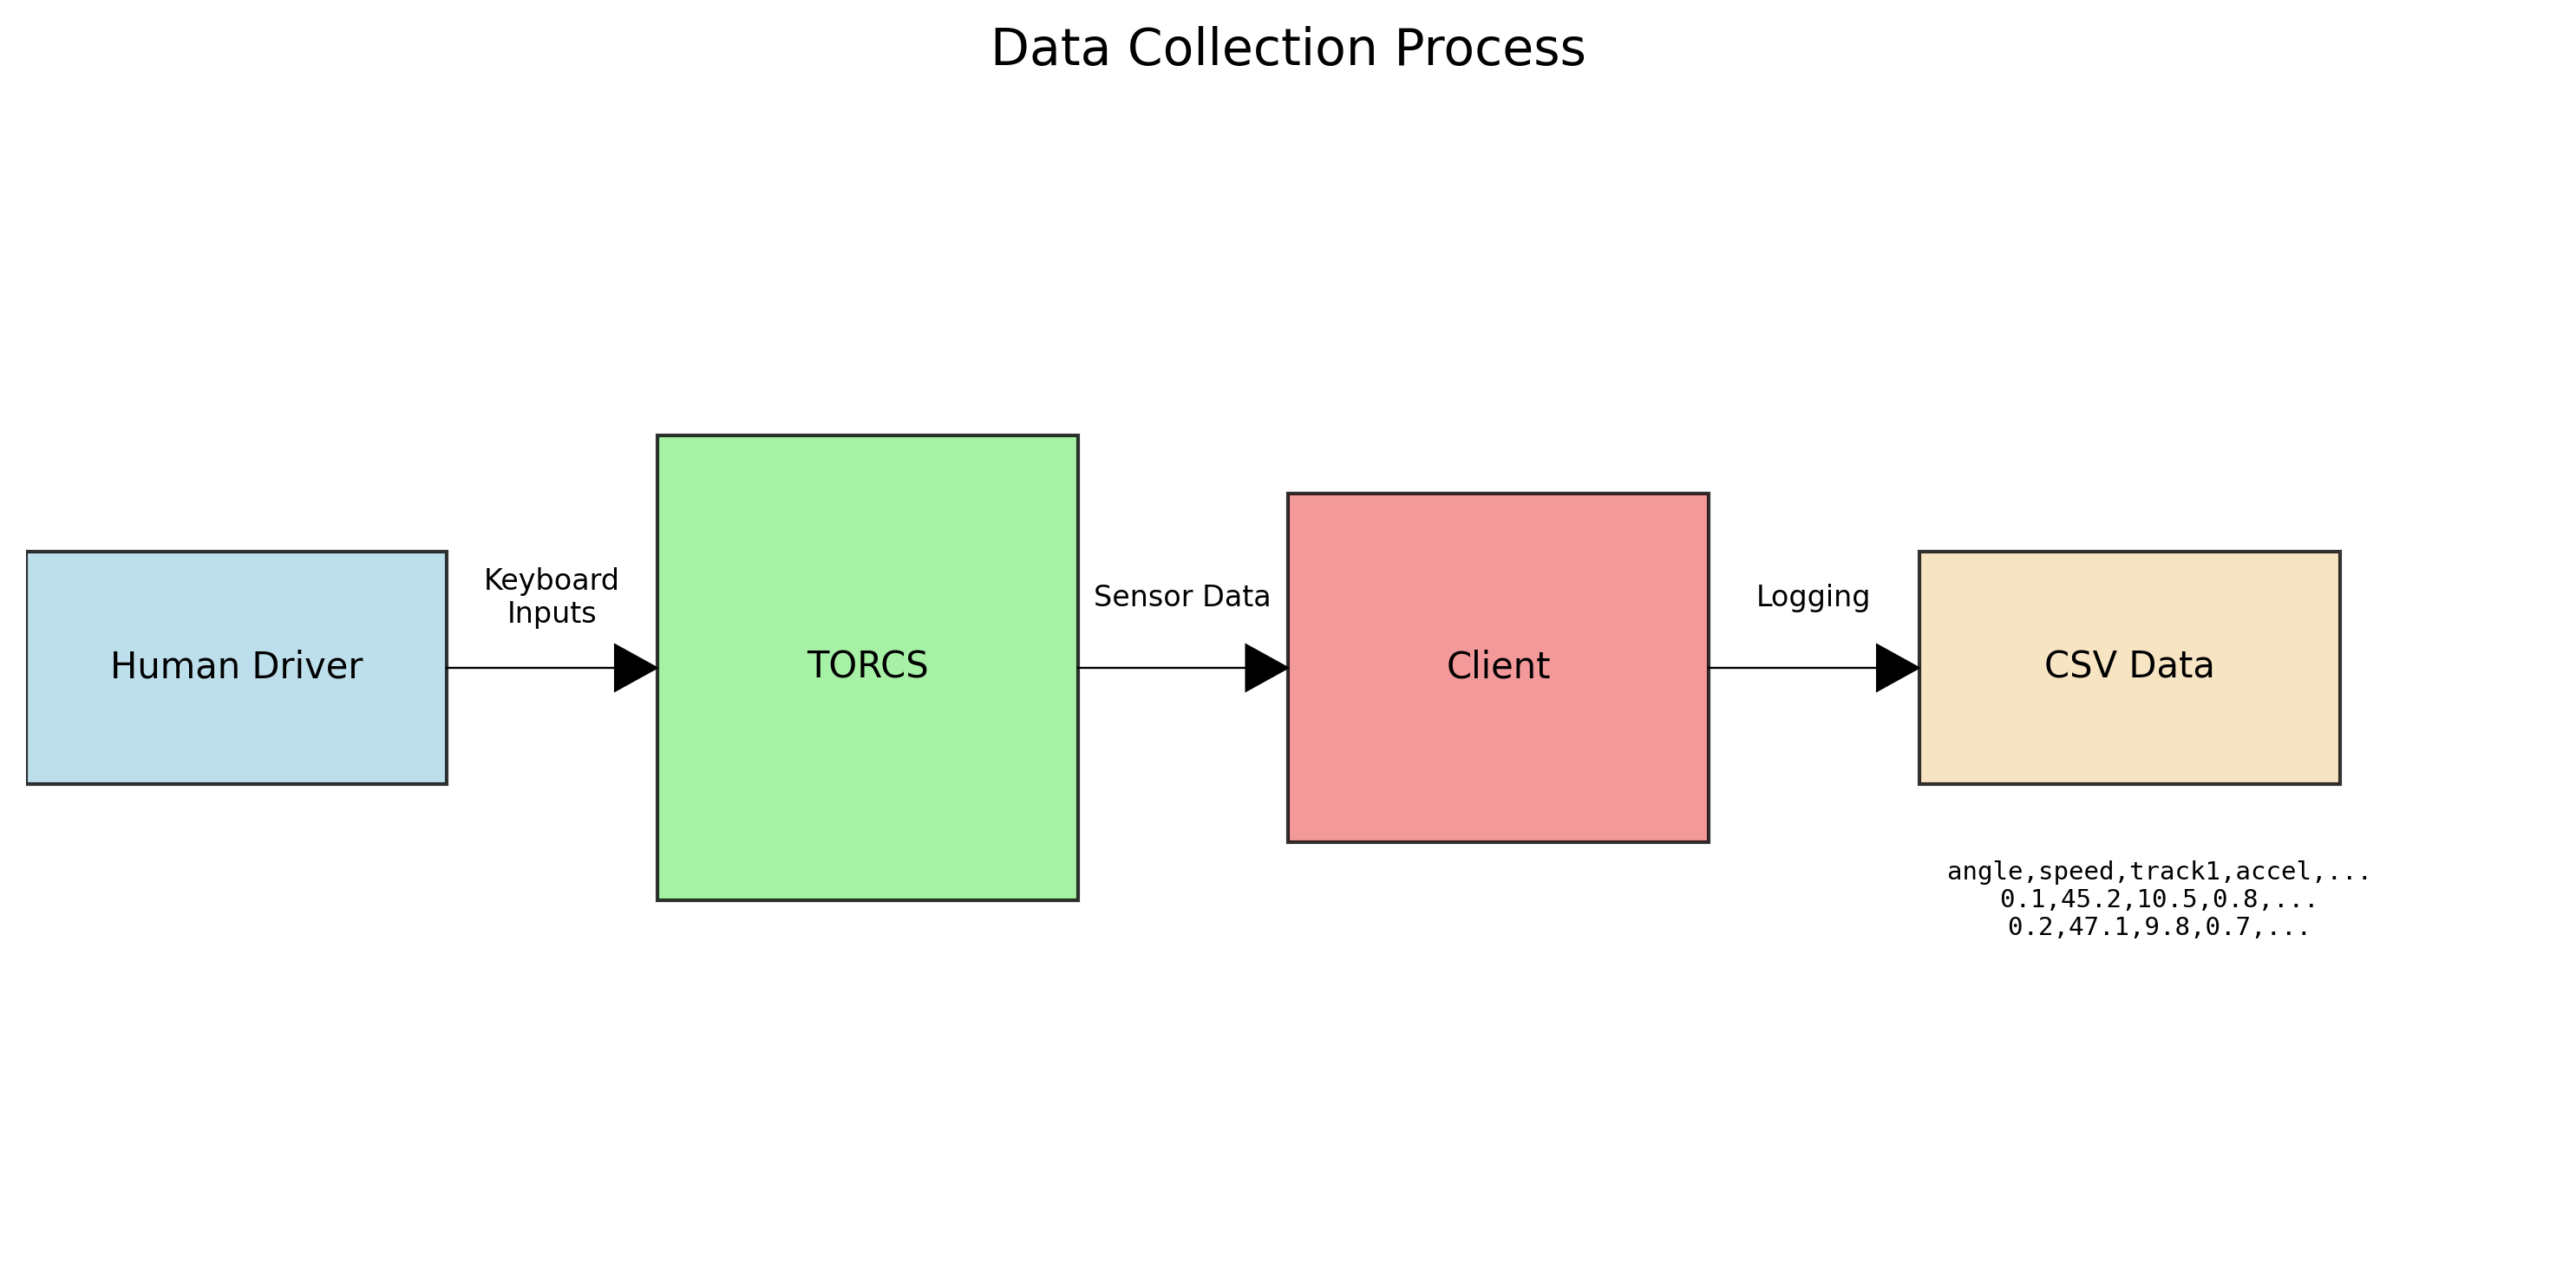 Data Collection Process
Keyboard
Inputs
Sensor Data
Logging
Human Driver
TORCS
Client
CSV Data
angle,speed,track1,accel,...
0.1,45.2,10.5,0.8,...
0.2,47.1,9.8,0.7,...